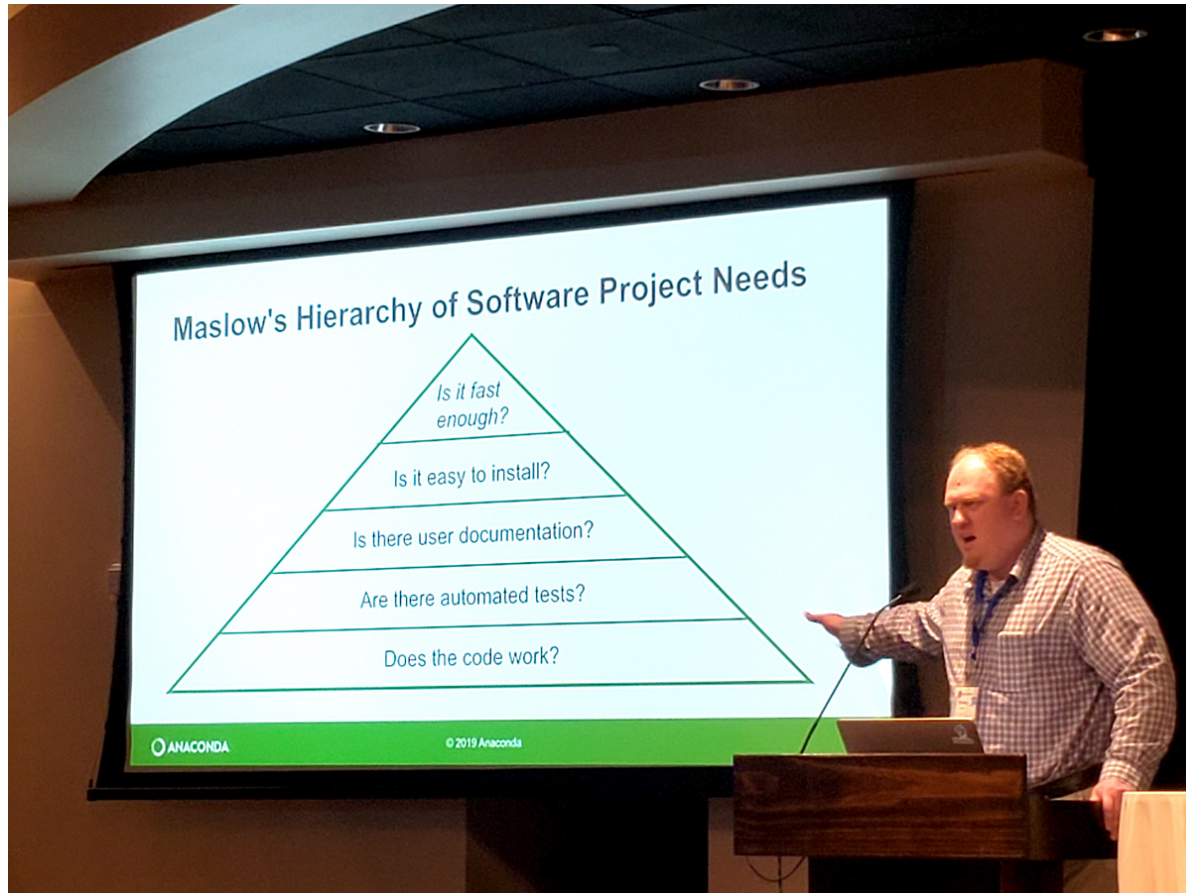 Maslow's Hierarchy of Software Project Needs
Is it fast
enough?
Is it easy to install?
Is there user documentation?
Are there automated tests?
Does the code work?
ANACONDA
© 2019 Anaconda